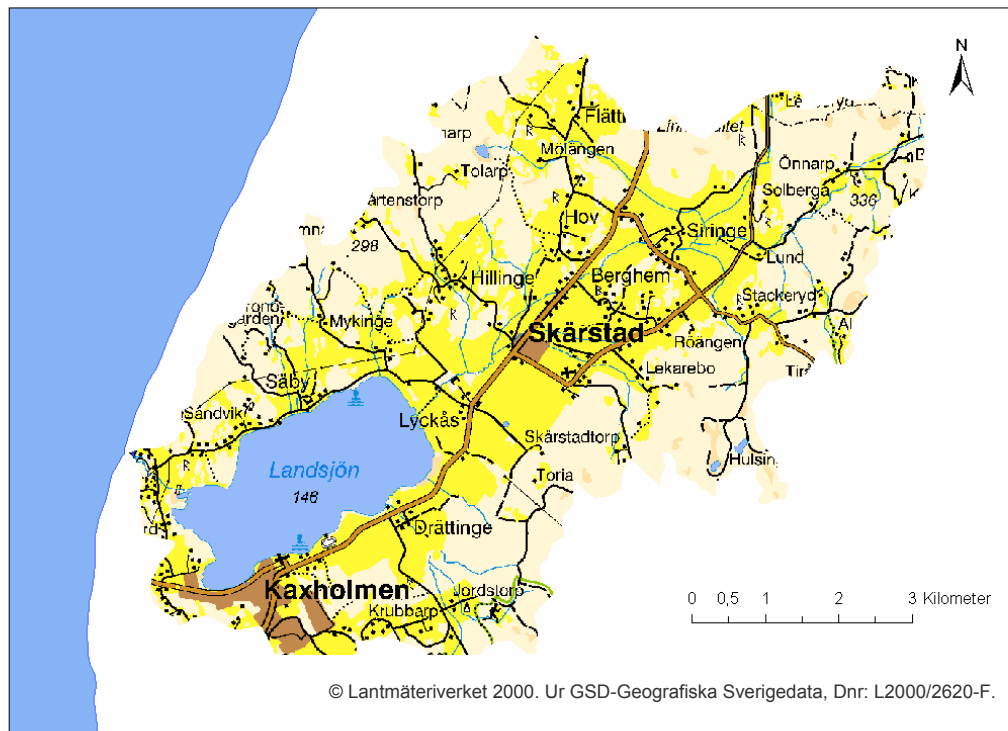 N
Flätt
Mölången
Tolarp
Önnarp
Solberga
336
Hov
Siringe
298
Lund
Hillinge
Berghem
Stackeryd
Mykinge
Skärstad
Röängen
Lekarebo
Säby
Sandvik
Lyckås
Skärstadtorp
Landsjön
146
Toria
Hulsin
Drättinge
Kaxholmen
Krubbarp
0 0,5 1 2 3 Kilometer
© Lantmäteriverket 2000. Ur GSD-Geografiska Sverigedata, Dnr: L2000/2620-F.